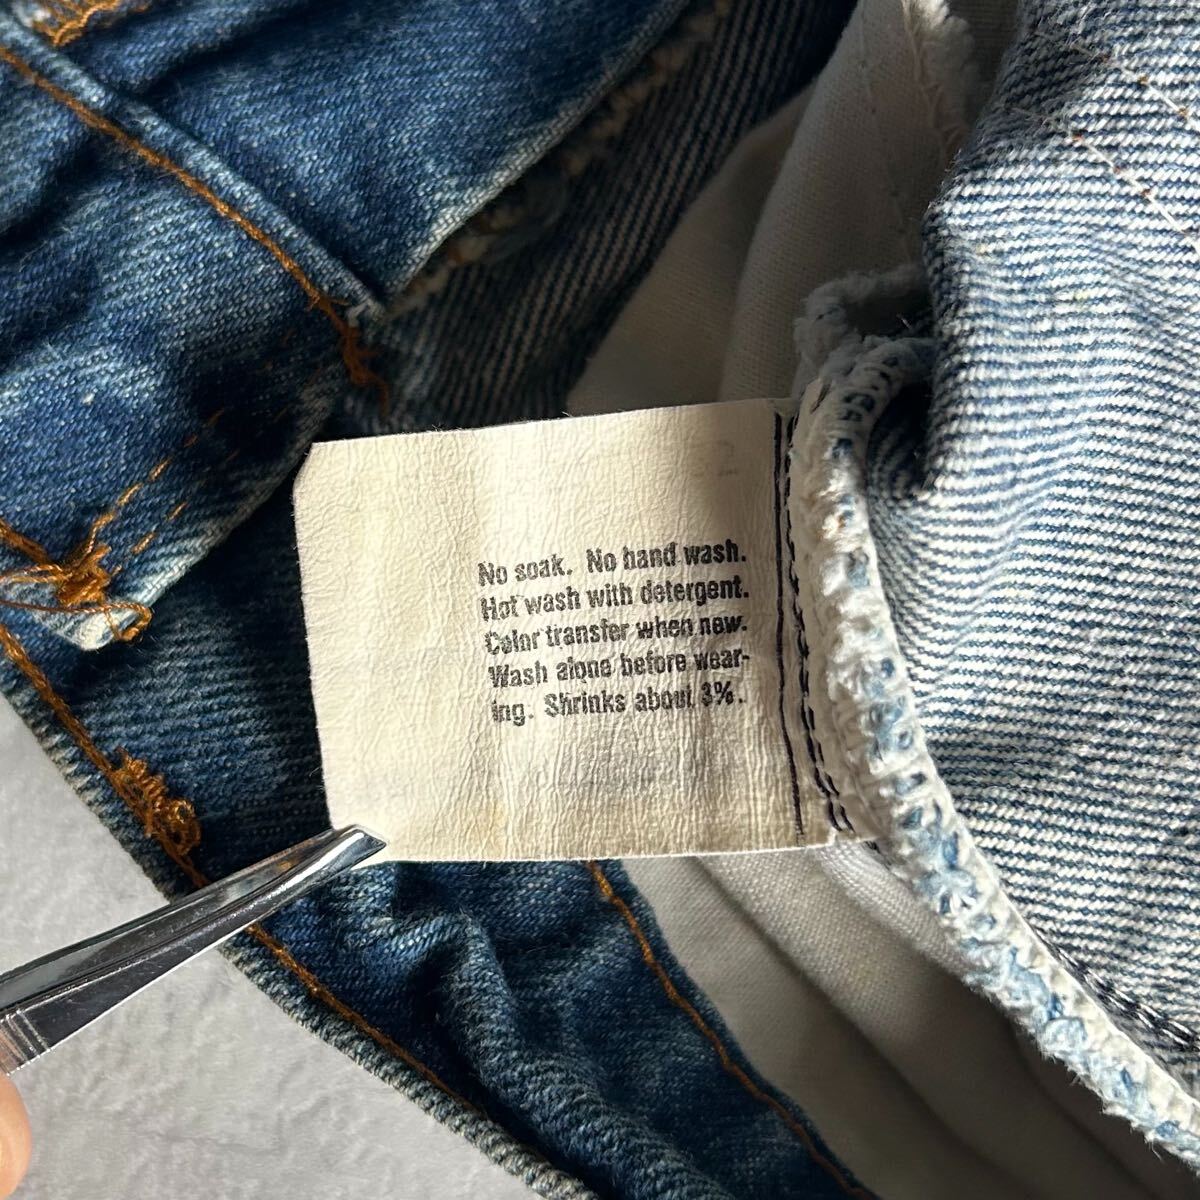 No soak. No hand wash.
Hot wash with detergent.
Color transfer when new.
Wash alone before wear-
ing. Shrinks about 3%.